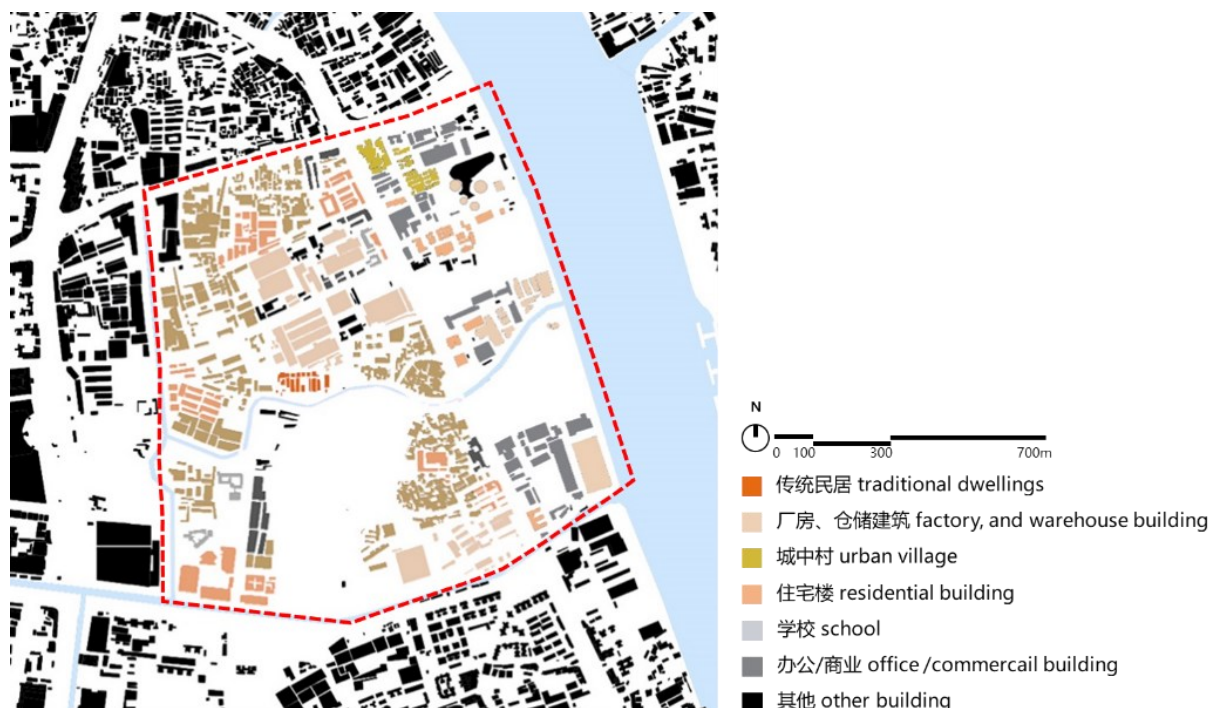 N
0 100 300 700m
传统民居 traditional dwellings
厂房、仓储建筑 factory, and warehouse building
城中村 urban village
住宅楼 residential building
学校 school
办公/商业 office /commercail building
其他 other building